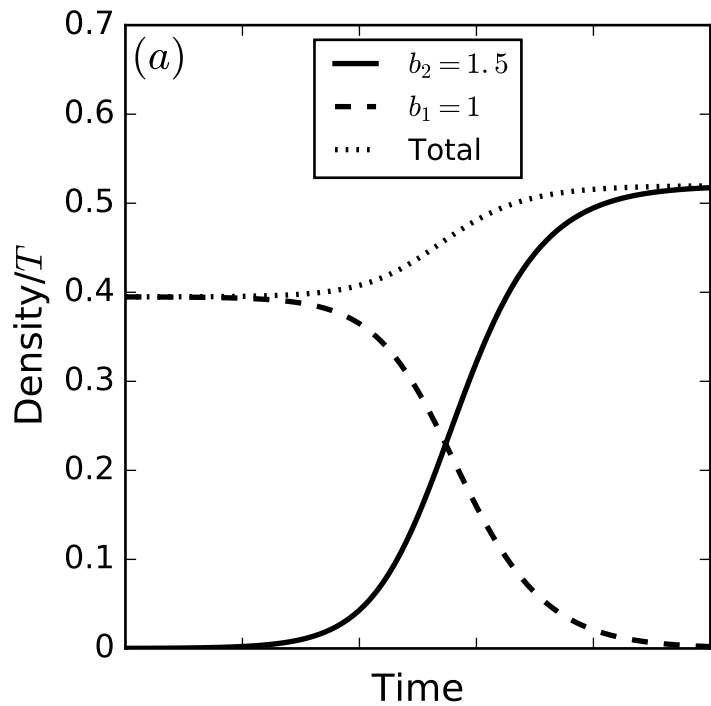 (a)
b₂ = 1.5
b₁ = 1
Total
0.7
0.6
0.5
0.4
0.3
0.2
0.1
0
Density/T
Time